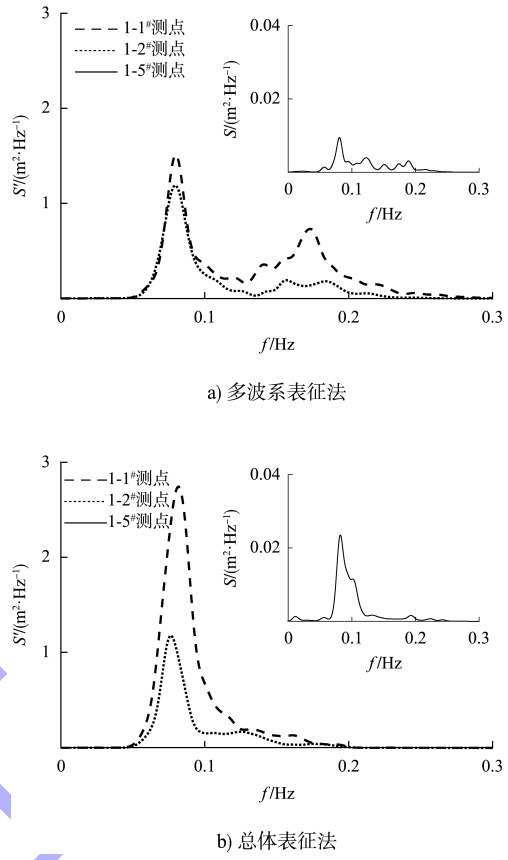 3
2
1
S′/(m²·Hz⁻¹)
1-1#测点
1-2#测点
1-5#测点
0.04
0.02
S/(m²·Hz⁻¹)
0 0.1 0.2 0.3
f/Hz
0 0.1 0.2 0.3
f/Hz
a) 多波系表征法
3
2
1
S′/(m²·Hz⁻¹)
1-1#测点
1-2#测点
1-5#测点
0.04
0.02
S/(m²·Hz⁻¹)
0 0.1 0.2 0.3
f/Hz
0 0.1 0.2 0.3
f/Hz
b) 总体表征法